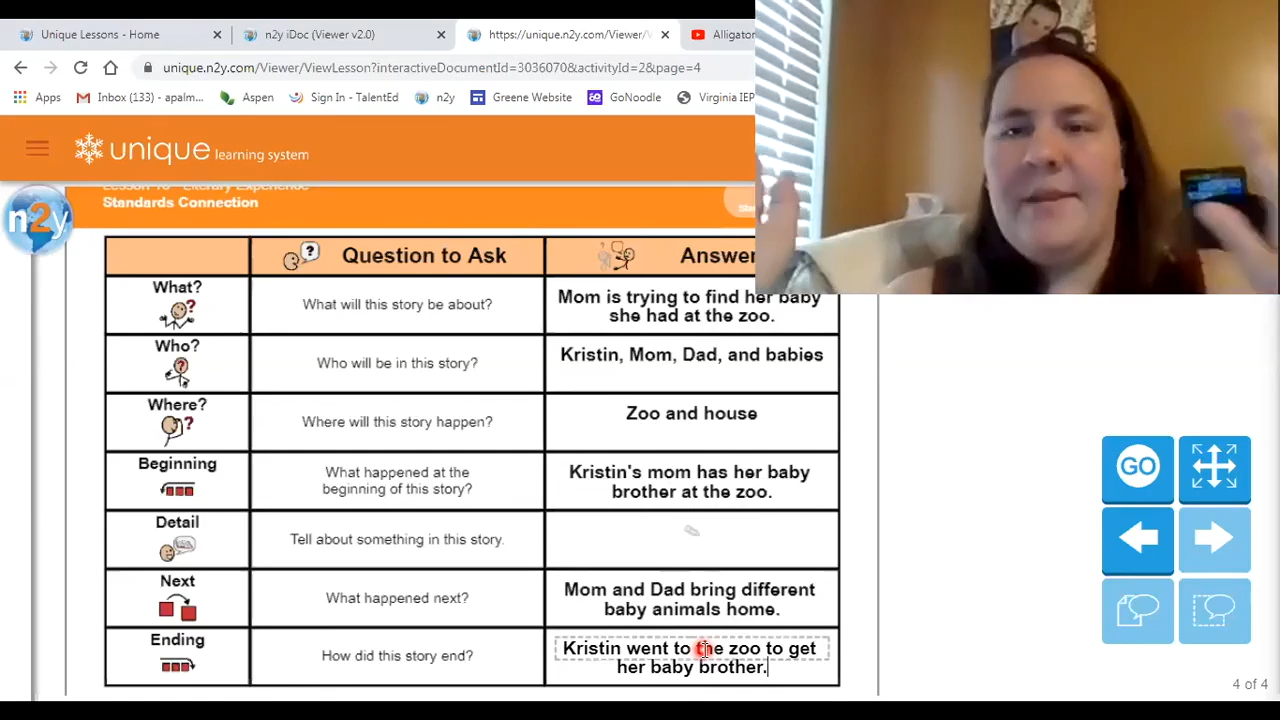 Unique Lessons - Home
n2y iDoc (Viewer v2.0)
https://unique.n2y.com/Viewer/V
Alligator
unique.n2y.com/Viewer/ViewLesson?interactiveDocumentId=3036070&activityId=2&page=4
Apps
Inbox (133) - apalm...
Aspen
Sign In - TalentEd
n2y
Greene Website
GoNoodle
Virginia IEP
unique learning system
n2y
Standards Connection
Question to Ask
Answer
What?
What will this story be about?
Mom is trying to find her baby
she had at the zoo.
Who?
Who will be in this story?
Kristin, Mom, Dad, and babies
Where?
Where will this story happen?
Zoo and house
Beginning
What happened at the
beginning of this story?
Kristin's mom has her baby
brother at the zoo.
Detail
Tell about something in this story.
Next
What happened next?
Mom and Dad bring different
baby animals home.
Ending
How did this story end?
Kristin went to the zoo to get
her baby brother.
GO
4 of 4